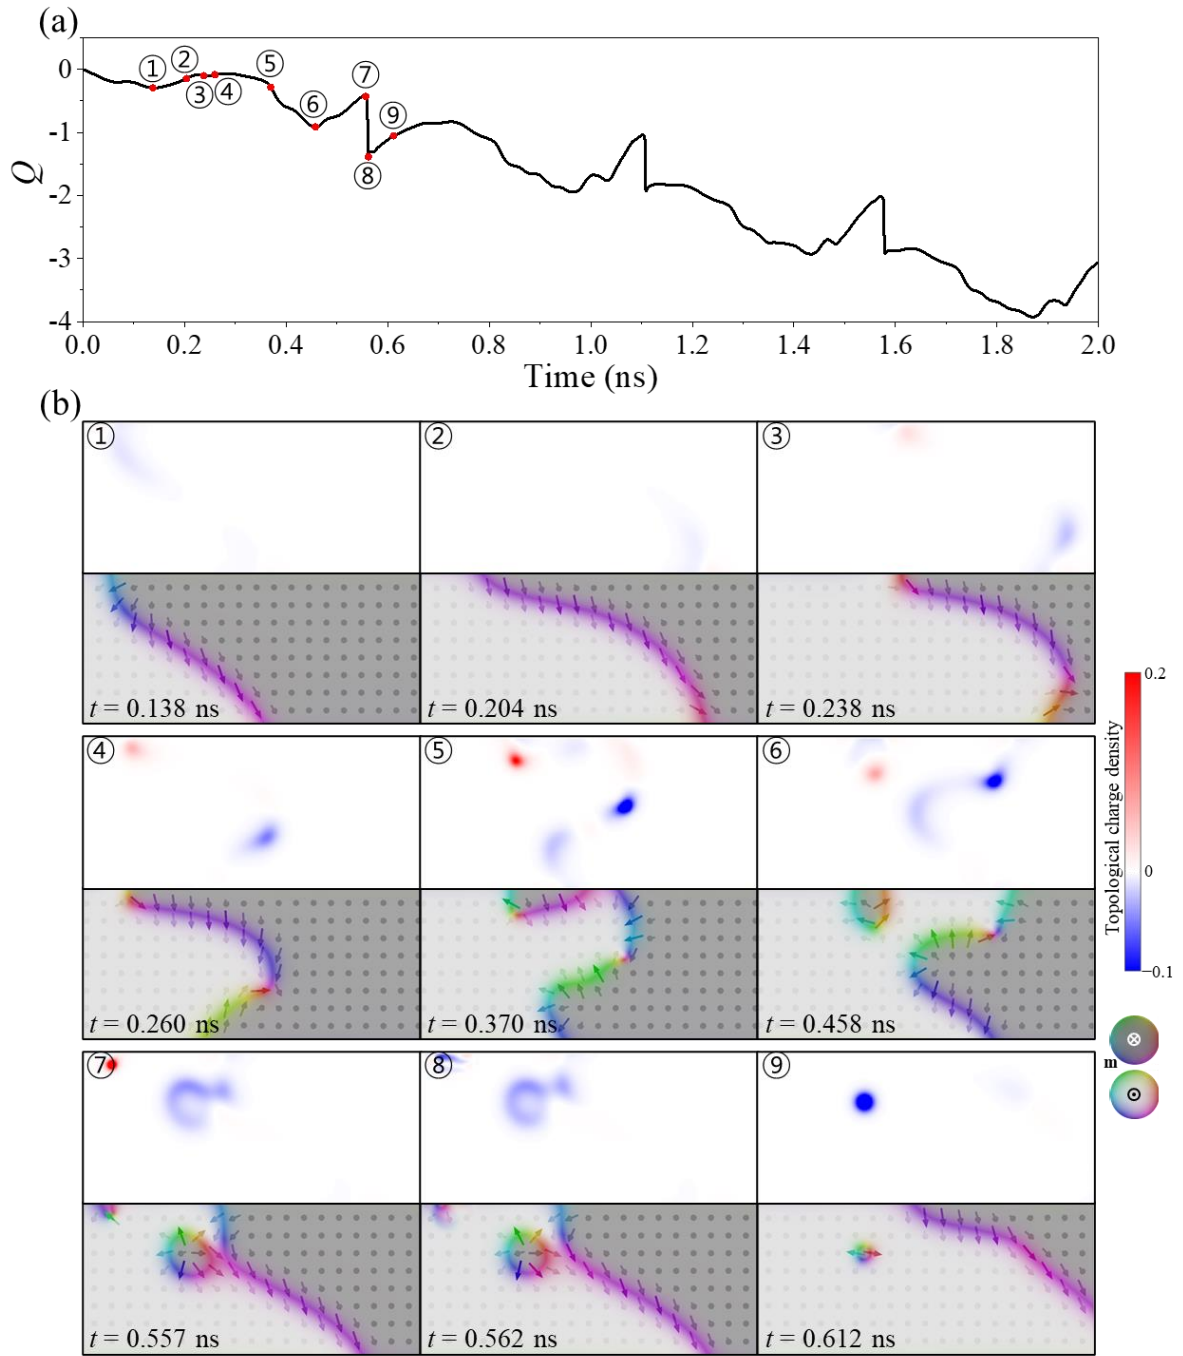 (a)
0
-1
-2
-3
-4
Q
① ② ③ ④ ⑤ ⑥ ⑦ ⑧ ⑨
0.0 0.2 0.4 0.6 0.8 1.0 1.2 1.4 1.6 1.8 2.0
Time (ns)
(b)
① ② ③
t = 0.138 ns t = 0.204 ns t = 0.238 ns
④ ⑤ ⑥
t = 0.260 ns t = 0.370 ns t = 0.458 ns
⑦ ⑧ ⑨
t = 0.557 ns t = 0.562 ns t = 0.612 ns
0.2
Topological charge density
0
−0.1
m